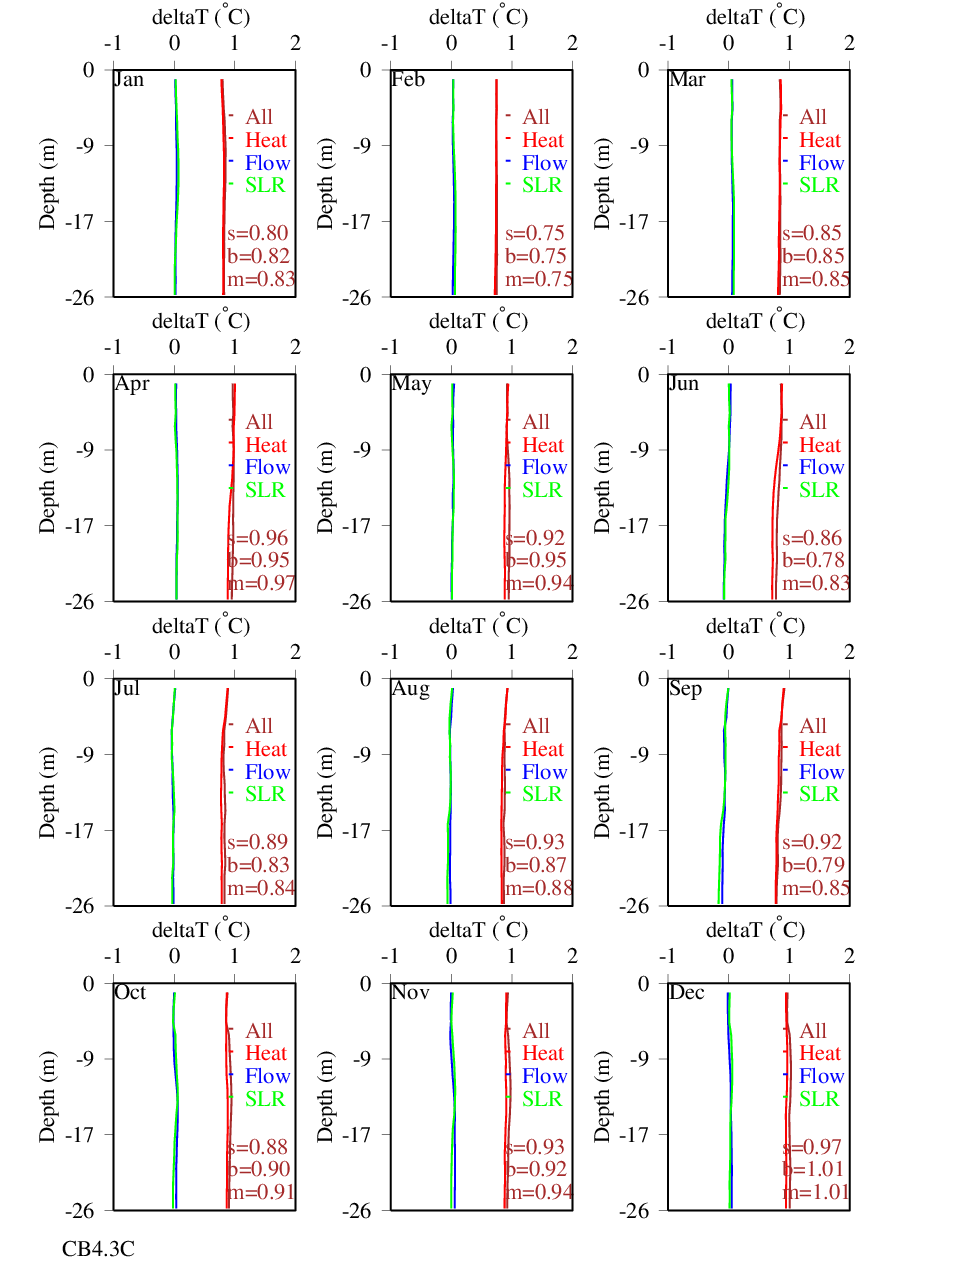 deltaT (°C) deltaT (°C) deltaT (°C)
-1 0 1 2 -1 0 1 2 -1 0 1 2
0 Jan 0 Feb 0 Mar
All All All
Heat Heat Heat
-9 Flow -9 Flow -9 Flow
SLR SLR SLR
Depth (m) Depth (m) Depth (m)
-17 -17 -17
s=0.80 s=0.75 s=0.85
b=0.82 b=0.75 b=0.85
m=0.83 m=0.75 m=0.85
-26 -26 -26
deltaT (°C) deltaT (°C) deltaT (°C)
-1 0 1 2 -1 0 1 2 -1 0 1 2
0 Apr 0 May 0 Jun
All All All
Heat Heat Heat
-9 Flow -9 Flow -9 Flow
SLR SLR SLR
Depth (m) Depth (m) Depth (m)
-17 -17 -17
s=0.96 s=0.92 s=0.86
b=0.95 b=0.95 b=0.78
m=0.97 m=0.94 m=0.83
-26 -26 -26
deltaT (°C) deltaT (°C) deltaT (°C)
-1 0 1 2 -1 0 1 2 -1 0 1 2
0 Jul 0 Aug 0 Sep
All All All
Heat Heat Heat
-9 Flow -9 Flow -9 Flow
SLR SLR SLR
Depth (m) Depth (m) Depth (m)
-17 -17 -17
s=0.89 s=0.93 s=0.92
b=0.83 b=0.87 b=0.79
m=0.84 m=0.88 m=0.85
-26 -26 -26
deltaT (°C) deltaT (°C) deltaT (°C)
-1 0 1 2 -1 0 1 2 -1 0 1 2
0 Oct 0 Nov 0 Dec
All All All
Heat Heat Heat
-9 Flow -9 Flow -9 Flow
SLR SLR SLR
Depth (m) Depth (m) Depth (m)
-17 -17 -17
s=0.88 s=0.93 s=0.97
b=0.90 b=0.92 b=1.01
m=0.91 m=0.94 m=1.01
-26 -26 -26
CB4.3C